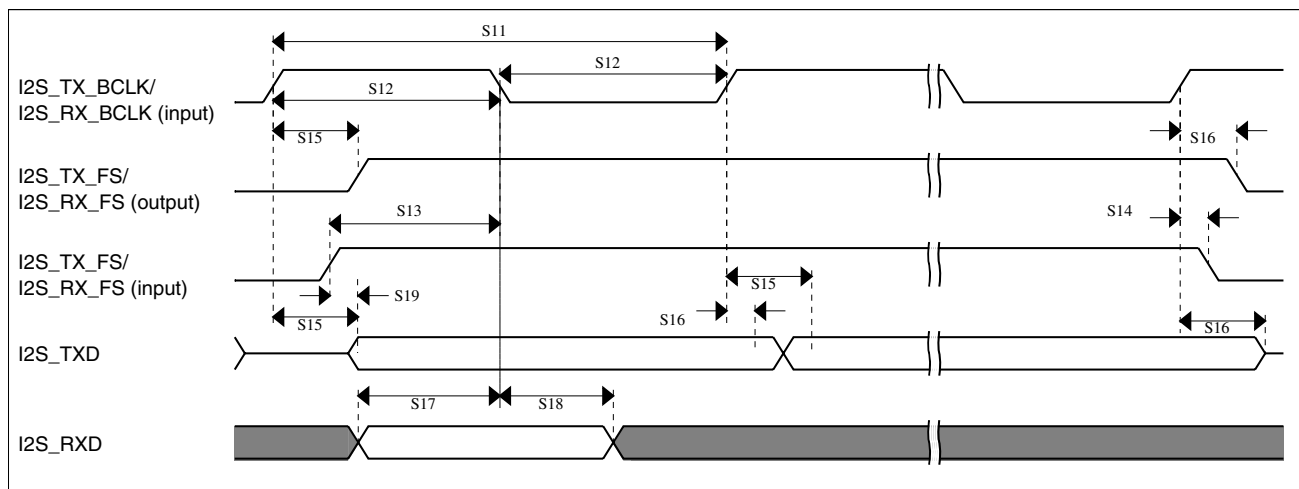 S11
I2S_TX_BCLK/
I2S_RX_BCLK (input)
S12
S12
S15
S16
I2S_TX_FS/
I2S_RX_FS (output)
S13
S14
I2S_TX_FS/
I2S_RX_FS (input)
S15
S19
S15
S16
S16
I2S_TXD
S17
S18
I2S_RXD